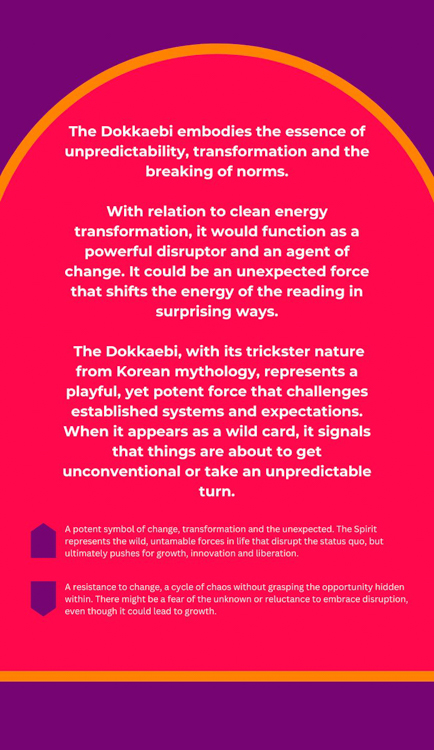 The Dokkaebi embodies the essence of
unpredictability, transformation and the
breaking of norms.
With relation to clean energy
transformation, it would function as a
powerful disruptor and an agent of
change. It could be an unexpected force
that shifts the energy of the reading in
surprising ways.
The Dokkaebi, with its trickster nature
from Korean mythology, represents a
playful, yet potent force that challenges
established systems and expectations.
When it appears as a wild card, it signals
that things are about to get
unconventional or take an unpredictable
turn.
A potent symbol of change, transformation and the unexpected. The Spirit
represents the wild, untamable forces in life that disrupt the status quo, but
ultimately pushes for growth, innovation and liberation.
A resistance to change, a cycle of chaos without grasping the opportunity hidden
within. There might be a fear of the unknown or reluctance to embrace disruption,
even though it could lead to growth.